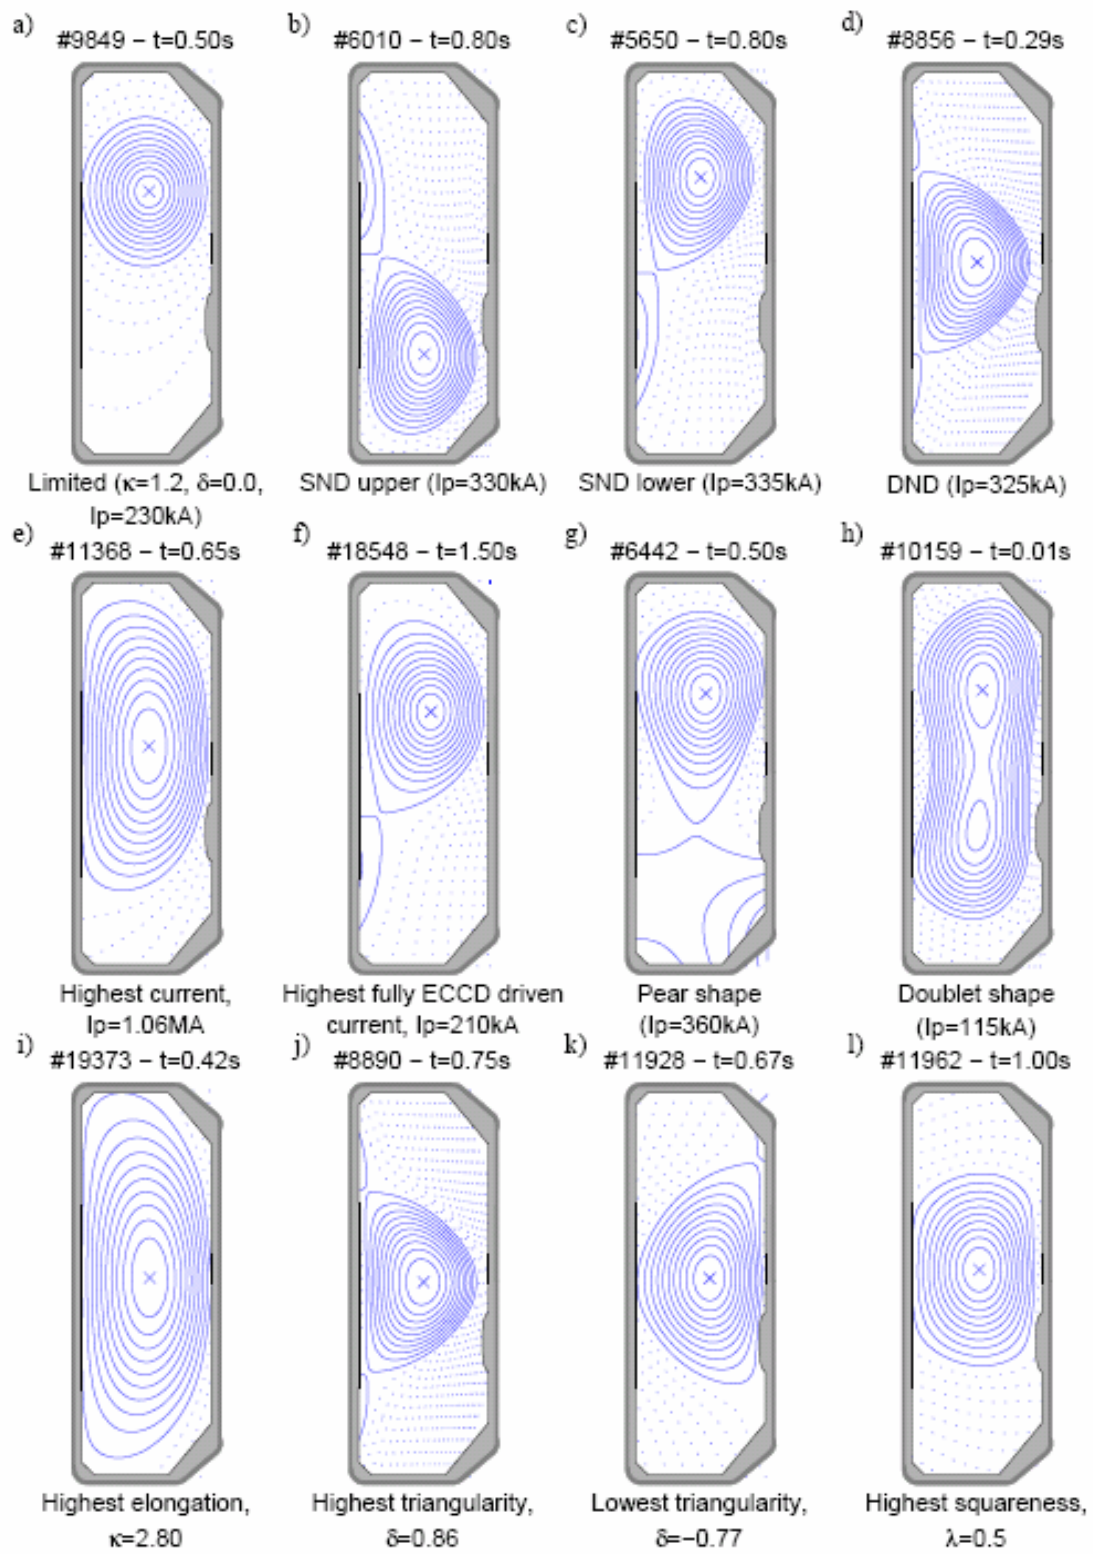 a) b) c) d)
#9849 – t=0.50s #6010 – t=0.80s #5650 – t=0.80s #8856 – t=0.29s
Limited (κ=1.2, δ=0.0, SND upper (Ip=330kA) SND lower (Ip=335kA) DND (Ip=325kA)
Ip=230kA)
e) f) g) h)
#11368 – t=0.65s #18548 – t=1.50s #6442 – t=0.50s #10159 – t=0.01s
Highest current, Highest fully ECCD driven Pear shape Doublet shape
Ip=1.06MA current, Ip=210kA (Ip=360kA) (Ip=115kA)
i) j) k) l)
#19373 – t=0.42s #8890 – t=0.75s #11928 – t=0.67s #11962 – t=1.00s
Highest elongation, Highest triangularity, Lowest triangularity, Highest squareness,
κ=2.80 δ=0.86 δ=−0.77 λ=0.5